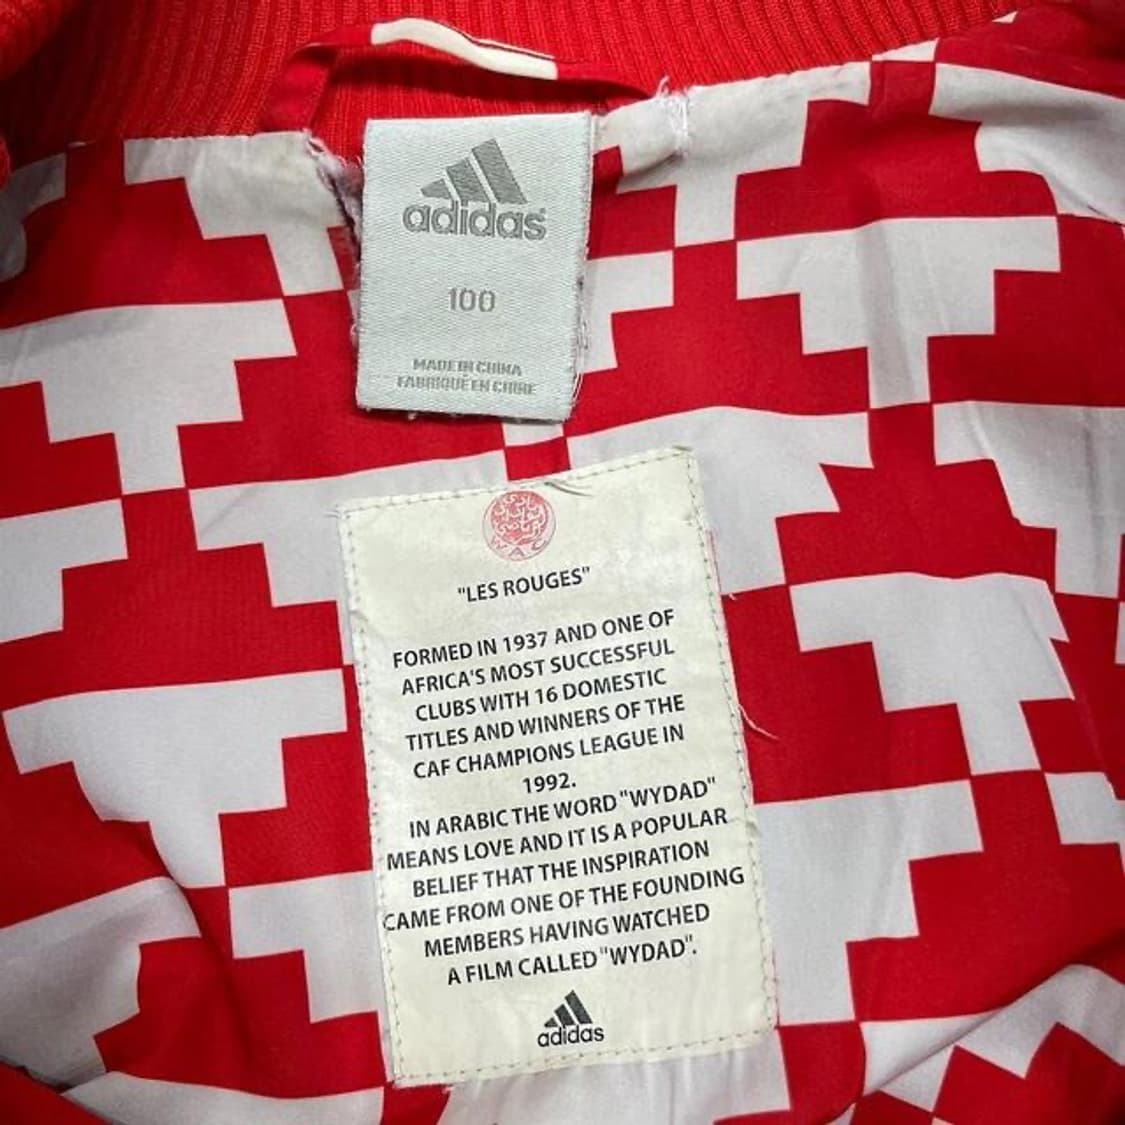 adidas
100
MADE IN CHINA
FABRIQUÉ EN CHINE
نادي
الوداد
الرياضي
WAC
"LES ROUGES"
FORMED IN 1937 AND ONE OF
AFRICA'S MOST SUCCESSFUL
CLUBS WITH 16 DOMESTIC
TITLES AND WINNERS OF THE
CAF CHAMPIONS LEAGUE IN
1992.
IN ARABIC THE WORD "WYDAD"
MEANS LOVE AND IT IS A POPULAR
BELIEF THAT THE INSPIRATION
CAME FROM ONE OF THE FOUNDING
MEMBERS HAVING WATCHED
A FILM CALLED "WYDAD".
adidas